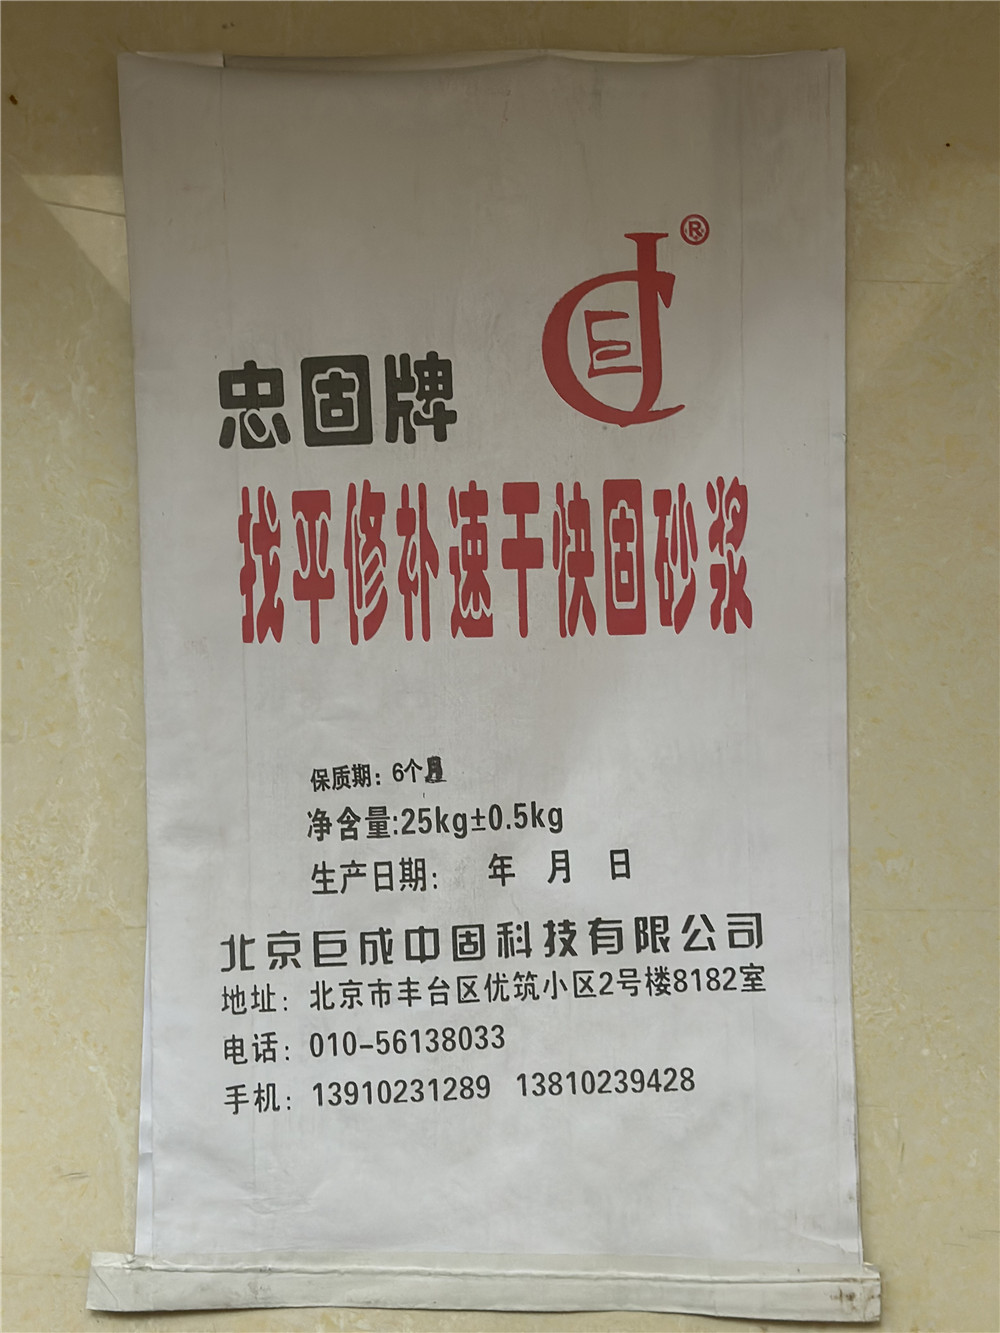 JCE®
忠固牌
找平修补速干快固砂浆
保质期：6个月
净含量:25kg±0.5kg
生产日期： 年 月 日
北京巨成中固科技有限公司
地址：北京市丰台区优筑小区2号楼8182室
电话：010-56138033
手机：13910231289 13810239428